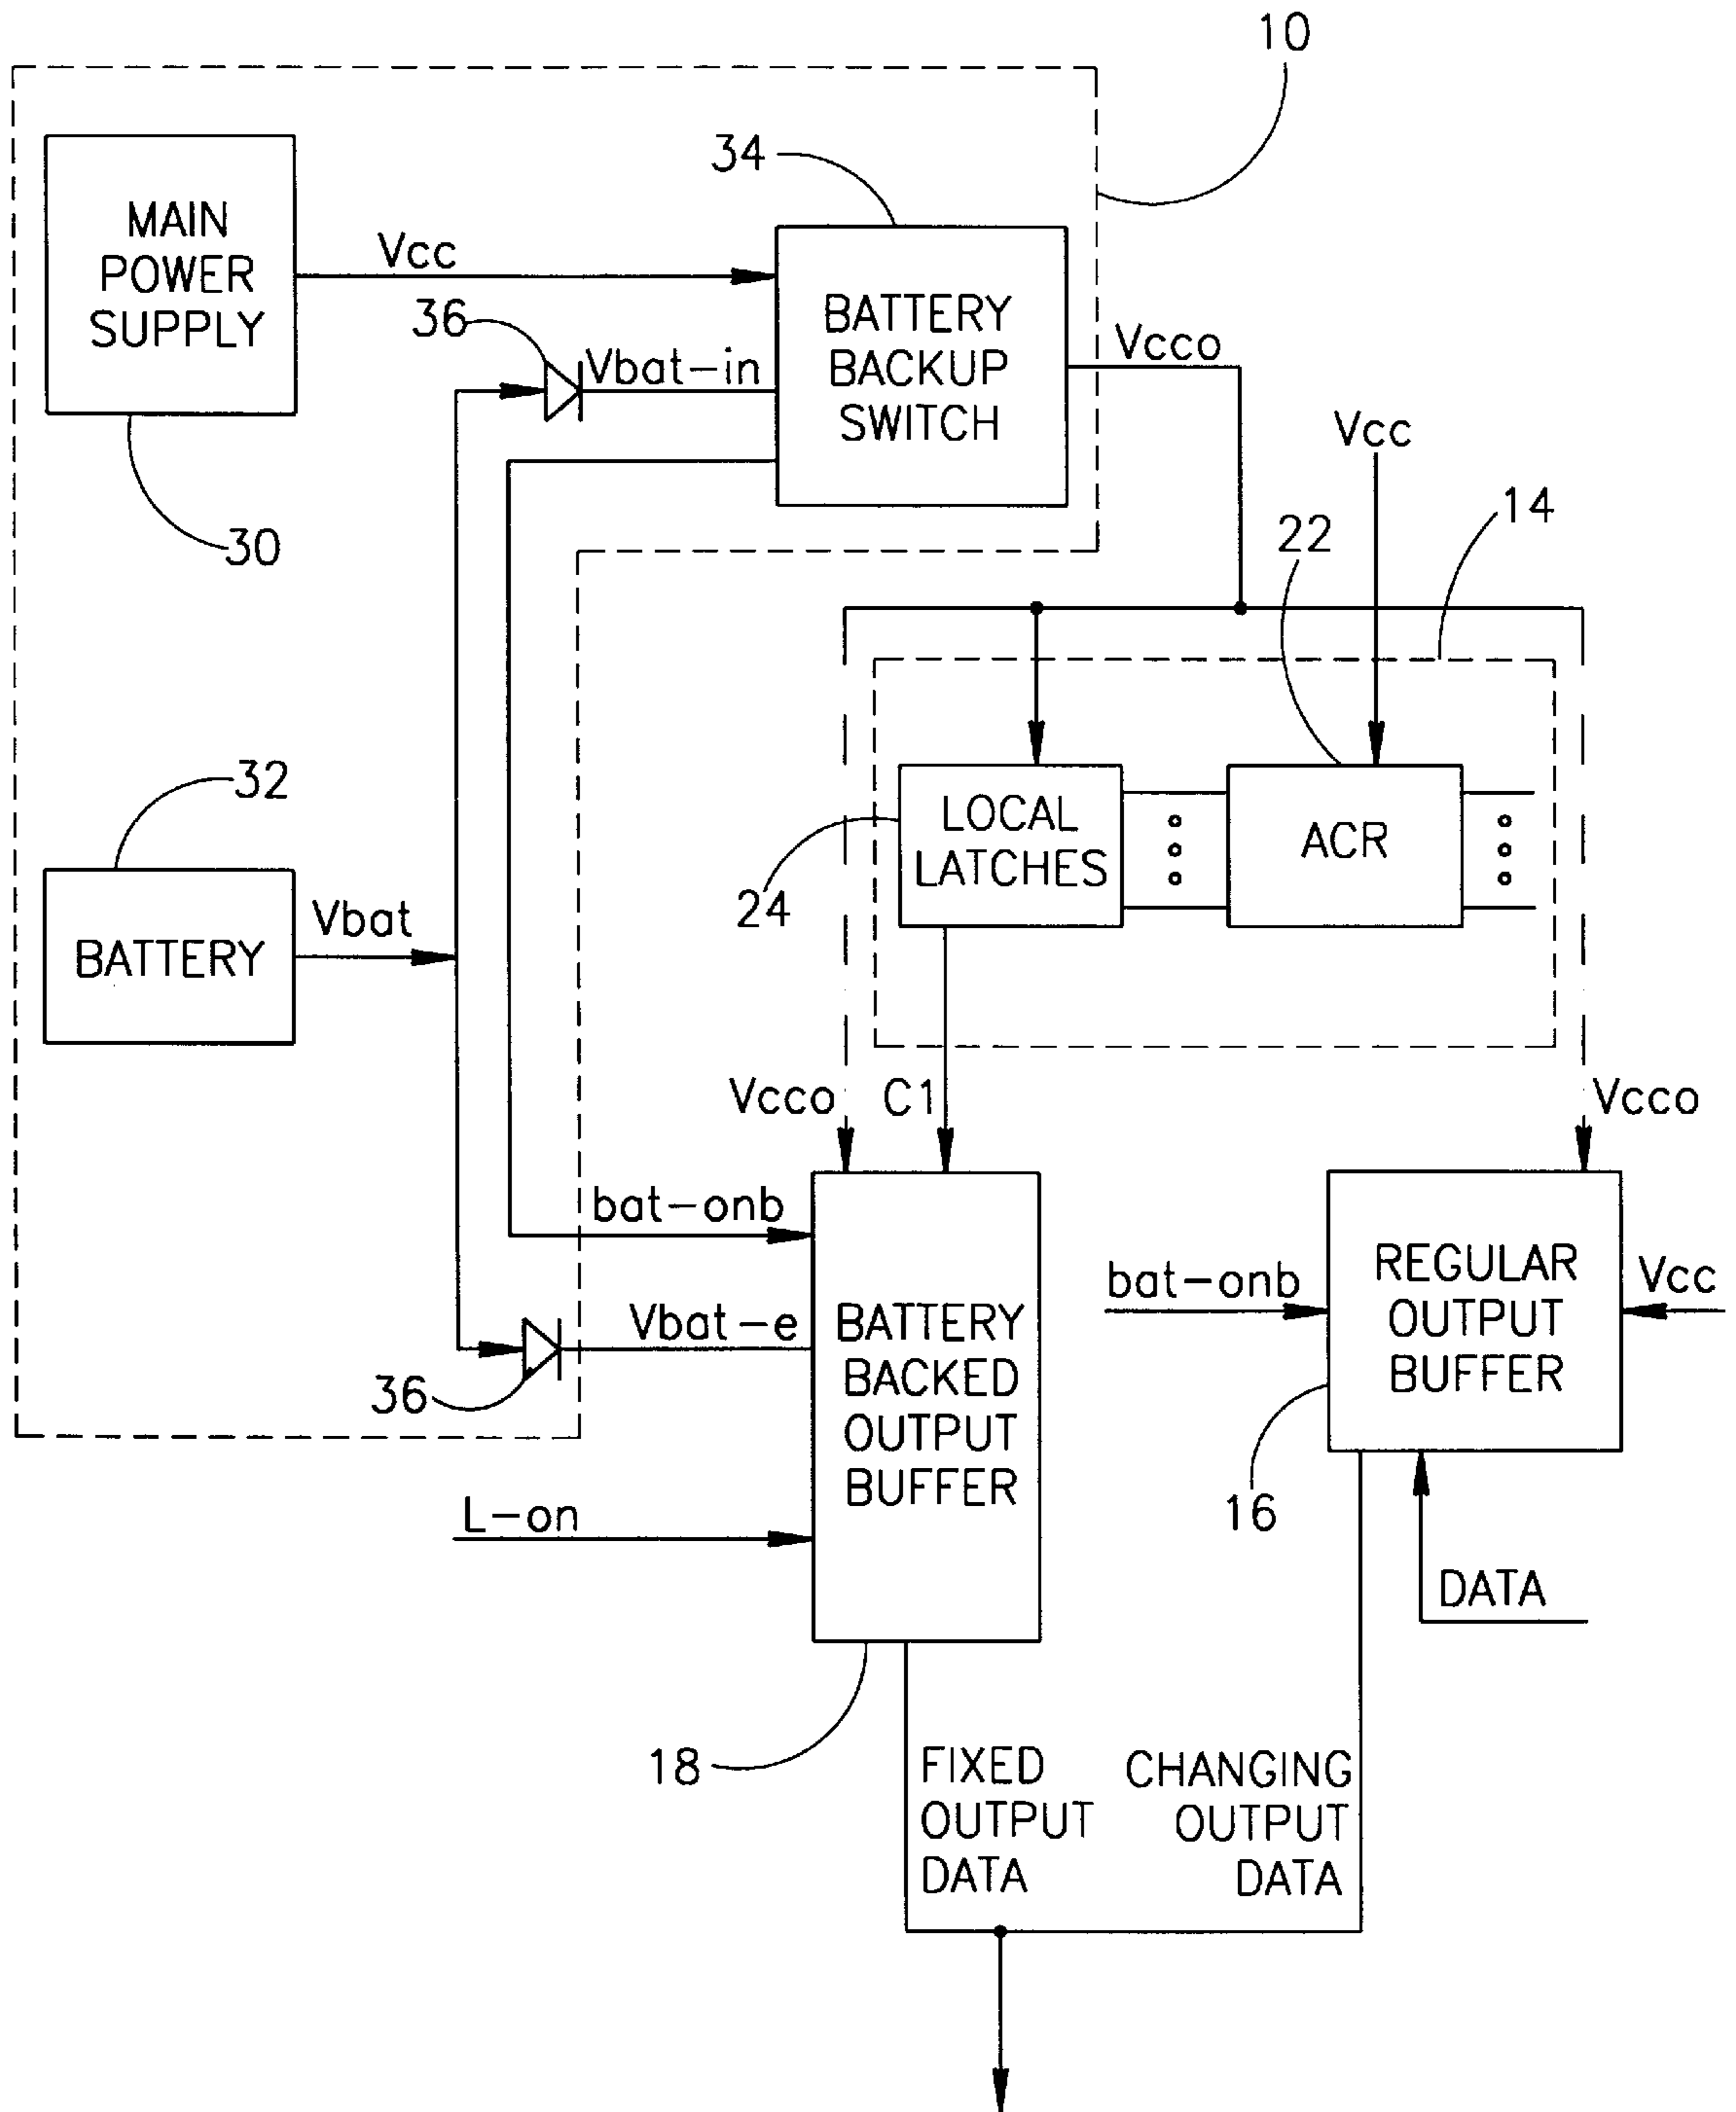 10
34
MAIN
POWER
SUPPLY
Vcc
36
Vbat-in
BATTERY
BACKUP
SWITCH
Vcco
Vcc
30
22
14
32
LOCAL
LATCHES
ACR
24
BATTERY
Vbat
Vcco
C1
Vcco
bat-onb
bat-onb
REGULAR
OUTPUT
BUFFER
Vcc
Vbat-e
36
BATTERY
BACKED
OUTPUT
BUFFER
L-on
16
DATA
18
FIXED
OUTPUT
DATA
CHANGING
OUTPUT
DATA